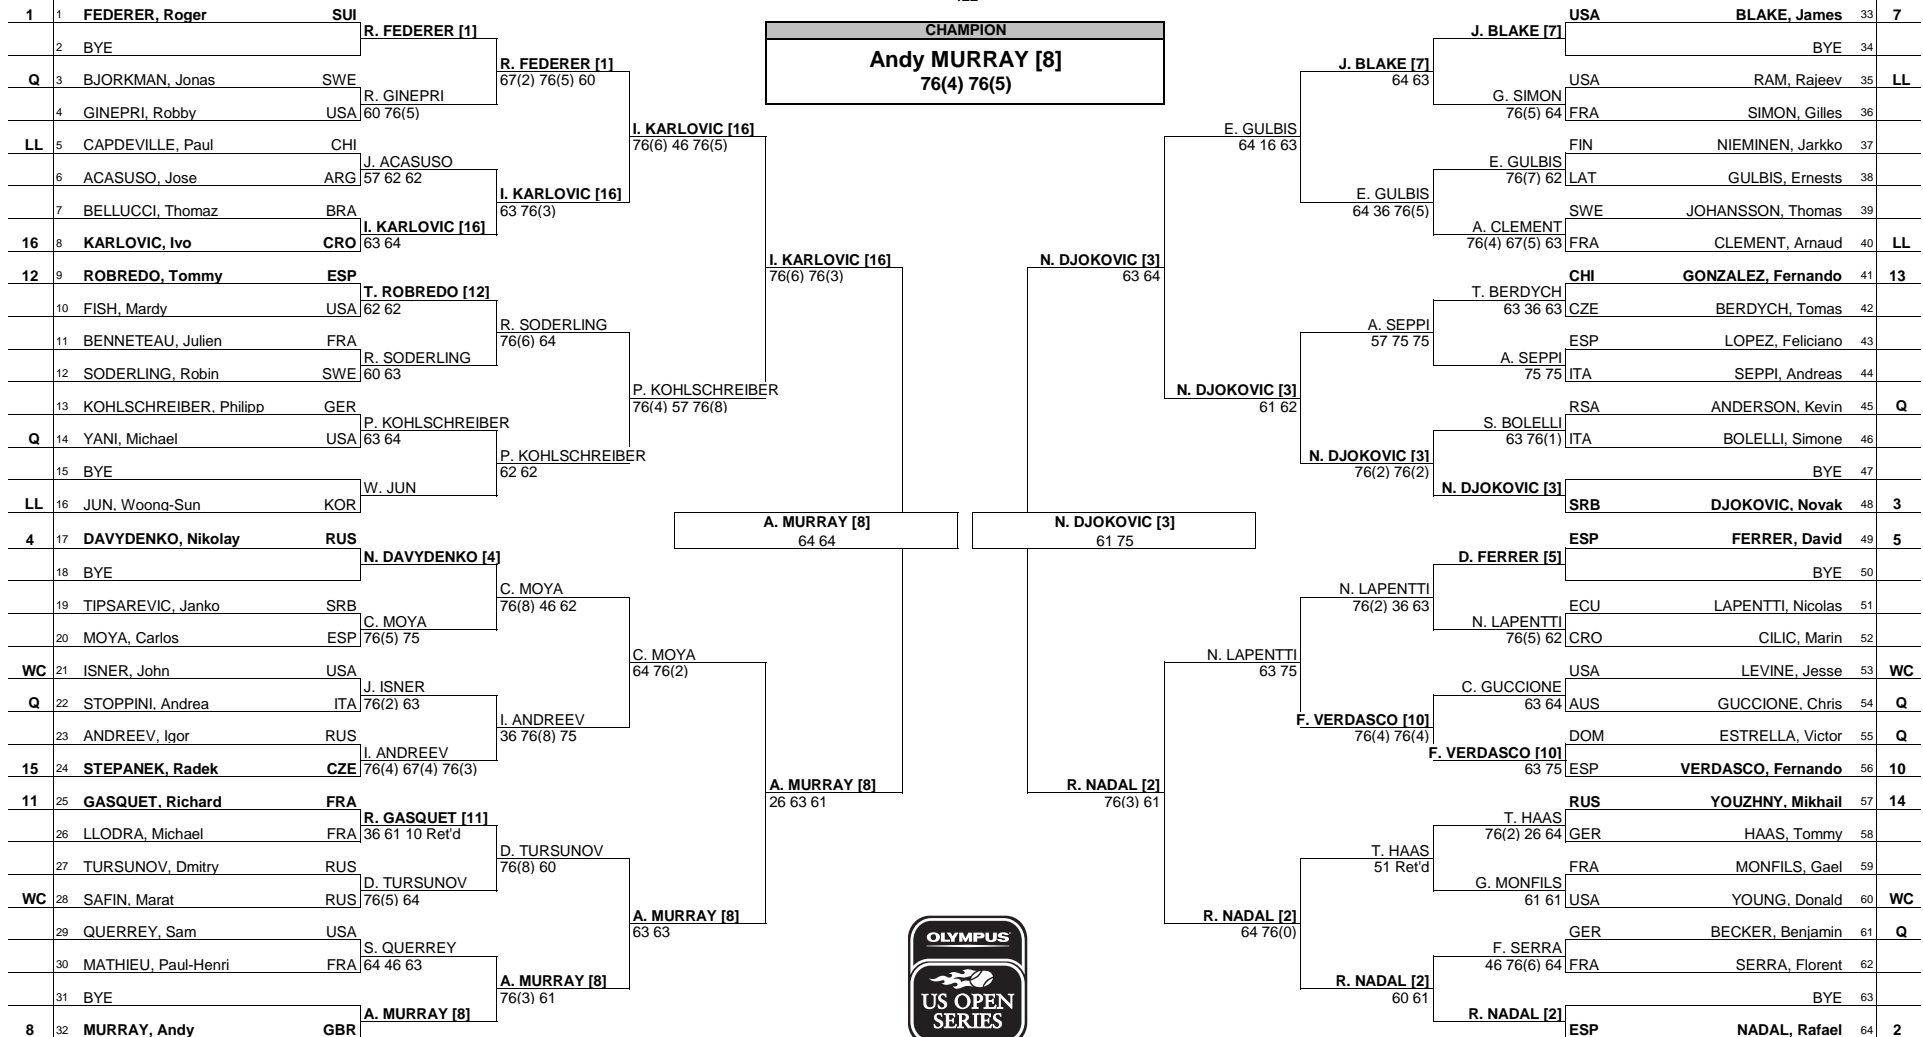 CHAMPION
Andy MURRAY [8]
76(4) 76(5)
1 1 FEDERER, Roger SUI
2 BYE
Q 3 BJORKMAN, Jonas SWE
4 GINEPRI, Robby USA
LL 5 CAPDEVILLE, Paul CHI
6 ACASUSO, Jose ARG
7 BELLUCCI, Thomaz BRA
16 8 KARLOVIC, Ivo CRO
12 9 ROBREDO, Tommy ESP
10 FISH, Mardy USA
11 BENNETEAU, Julien FRA
12 SODERLING, Robin SWE
13 KOHLSCHREIBER, Philipp GER
Q 14 YANI, Michael USA
15 BYE
LL 16 JUN, Woong-Sun KOR
4 17 DAVYDENKO, Nikolay RUS
18 BYE
19 TIPSAREVIC, Janko SRB
20 MOYA, Carlos ESP
WC 21 ISNER, John USA
Q 22 STOPPINI, Andrea ITA
23 ANDREEV, Igor RUS
15 24 STEPANEK, Radek CZE
11 25 GASQUET, Richard FRA
26 LLODRA, Michael FRA
27 TURSUNOV, Dmitry RUS
WC 28 SAFIN, Marat RUS
29 QUERREY, Sam USA
30 MATHIEU, Paul-Henri FRA
31 BYE
8 32 MURRAY, Andy GBR
R. FEDERER [1]
R. GINEPRI
60 76(5)
J. ACASUSO
57 62 62
I. KARLOVIC [16]
63 64
T. ROBREDO [12]
62 62
R. SODERLING
60 63
P. KOHLSCHREIBER
63 64
W. JUN
N. DAVYDENKO [4]
C. MOYA
76(5) 75
J. ISNER
76(2) 63
I. ANDREEV
76(4) 67(4) 76(3)
R. GASQUET [11]
36 61 10 Ret'd
D. TURSUNOV
76(5) 64
S. QUERREY
64 46 63
A. MURRAY [8]
R. FEDERER [1]
67(2) 76(5) 60
I. KARLOVIC [16]
63 76(3)
R. SODERLING
76(6) 64
P. KOHLSCHREIBER
62 62
C. MOYA
76(8) 46 62
I. ANDREEV
36 76(8) 75
D. TURSUNOV
76(8) 60
A. MURRAY [8]
76(3) 61
I. KARLOVIC [16]
76(6) 46 76(5)
P. KOHLSCHREIBER
76(4) 57 76(8)
C. MOYA
64 76(2)
A. MURRAY [8]
63 63
I. KARLOVIC [16]
76(6) 76(3)
A. MURRAY [8]
26 63 61
A. MURRAY [8]
64 64
N. DJOKOVIC [3]
61 75
N. DJOKOVIC [3]
63 64
R. NADAL [2]
76(3) 61
E. GULBIS
64 16 63
N. DJOKOVIC [3]
61 62
N. LAPENTTI
63 75
R. NADAL [2]
64 76(0)
J. BLAKE [7]
64 63
E. GULBIS
64 36 76(5)
A. SEPPI
57 75 75
N. DJOKOVIC [3]
76(2) 76(2)
N. LAPENTTI
76(2) 36 63
F. VERDASCO [10]
76(4) 76(4)
T. HAAS
51 Ret'd
R. NADAL [2]
60 61
J. BLAKE [7]
G. SIMON
76(5) 64
E. GULBIS
76(7) 62
A. CLEMENT
76(4) 67(5) 63
T. BERDYCH
63 36 63
A. SEPPI
75 75
S. BOLELLI
63 76(1)
N. DJOKOVIC [3]
D. FERRER [5]
N. LAPENTTI
76(5) 62
C. GUCCIONE
63 64
F. VERDASCO [10]
63 75
T. HAAS
76(2) 26 64
G. MONFILS
61 61
F. SERRA
46 76(6) 64
R. NADAL [2]
USA BLAKE, James 33 7
BYE 34
USA RAM, Rajeev 35 LL
FRA SIMON, Gilles 36
FIN NIEMINEN, Jarkko 37
LAT GULBIS, Ernests 38
SWE JOHANSSON, Thomas 39
FRA CLEMENT, Arnaud 40 LL
CHI GONZALEZ, Fernando 41 13
CZE BERDYCH, Tomas 42
ESP LOPEZ, Feliciano 43
ITA SEPPI, Andreas 44
RSA ANDERSON, Kevin 45 Q
ITA BOLELLI, Simone 46
BYE 47
SRB DJOKOVIC, Novak 48 3
ESP FERRER, David 49 5
BYE 50
ECU LAPENTTI, Nicolas 51
CRO CILIC, Marin 52
USA LEVINE, Jesse 53 WC
AUS GUCCIONE, Chris 54 Q
DOM ESTRELLA, Victor 55 Q
ESP VERDASCO, Fernando 56 10
RUS YOUZHNY, Mikhail 57 14
GER HAAS, Tommy 58
FRA MONFILS, Gael 59
USA YOUNG, Donald 60 WC
GER BECKER, Benjamin 61 Q
FRA SERRA, Florent 62
BYE 63
ESP NADAL, Rafael 64 2
OLYMPUS
US OPEN
SERIES